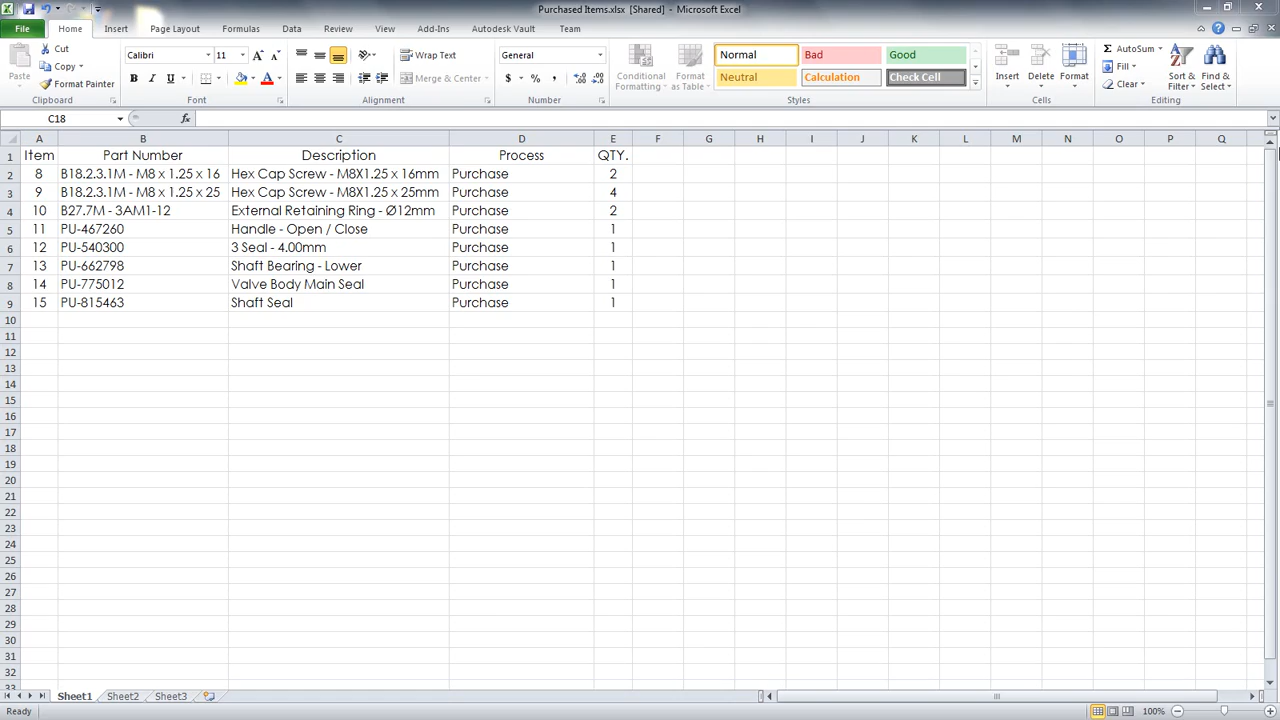 Purchased Items.xlsx [Shared] - Microsoft Excel
File Home Insert Page Layout Formulas Data Review View Add-Ins Autodesk Vault Team
Paste Cut Copy Format Painter Clipboard
Calibri 11 Font
Wrap Text Merge & Center Alignment
General $ % , Number
Conditional Formatting Format as Table Normal Bad Good Neutral Calculation Check Cell Styles
Insert Delete Format Cells
AutoSum Fill Clear Sort & Filter Find & Select Editing
C18 fx
A B C D E F G H I J K L M N O P Q
1 Item Part Number Description Process QTY.
2 8 B18.2.3.1M - M8 x 1.25 x 16 Hex Cap Screw - M8X1.25 x 16mm Purchase 2
3 9 B18.2.3.1M - M8 x 1.25 x 25 Hex Cap Screw - M8X1.25 x 25mm Purchase 4
4 10 B27.7M - 3AM1-12 External Retaining Ring - Ø12mm Purchase 2
5 11 PU-467260 Handle - Open / Close Purchase 1
6 12 PU-540300 3 Seal - 4.00mm Purchase 1
7 13 PU-662798 Shaft Bearing - Lower Purchase 1
8 14 PU-775012 Valve Body Main Seal Purchase 1
9 15 PU-815463 Shaft Seal Purchase 1
10
11
12
13
14
15
16
17
18
19
20
21
22
23
24
25
26
27
28
29
30
31
32
33
Sheet1 Sheet2 Sheet3
Ready 100%